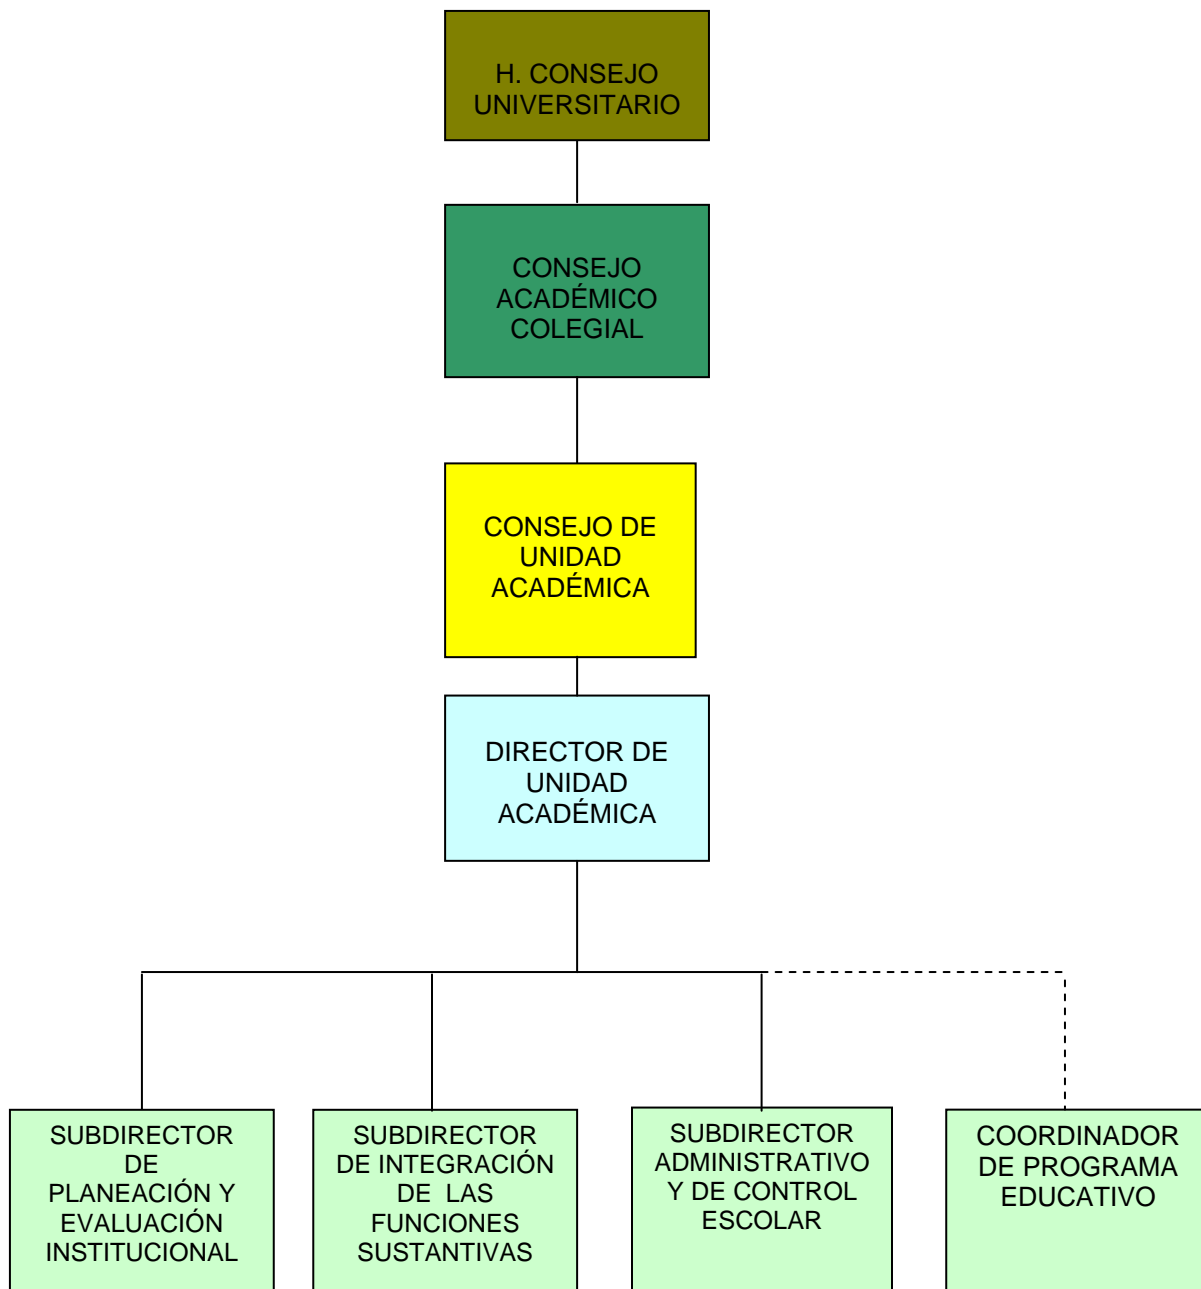 H. CONSEJO
UNIVERSITARIO
CONSEJO
ACADÉMICO
COLEGIAL
CONSEJO DE
UNIDAD
ACADÉMICA
DIRECTOR DE
UNIDAD
ACADÉMICA
SUBDIRECTOR
DE
PLANEACIÓN Y
EVALUACIÓN
INSTITUCIONAL
SUBDIRECTOR
DE INTEGRACIÓN
DE LAS
FUNCIONES
SUSTANTIVAS
SUBDIRECTOR
ADMINISTRATIVO
Y DE CONTROL
ESCOLAR
COORDINADOR
DE PROGRAMA
EDUCATIVO